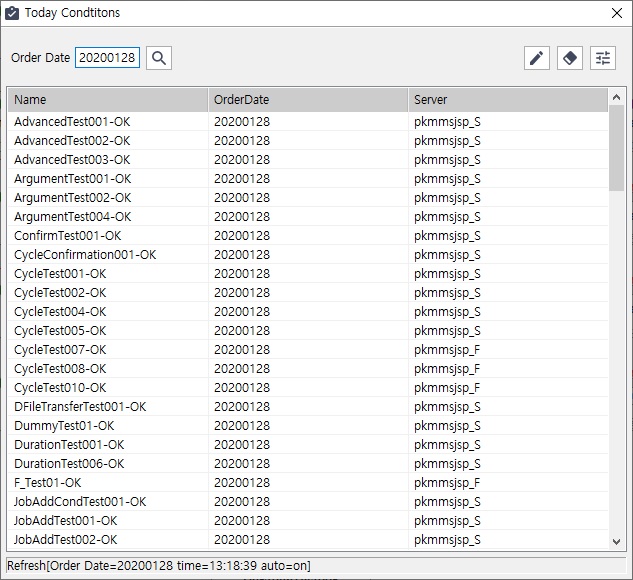 Today Condititons
Order Date 20200128
Name OrderDate Server
AdvancedTest001-OK 20200128 pkmmsjsp_S
AdvancedTest002-OK 20200128 pkmmsjsp_S
AdvancedTest003-OK 20200128 pkmmsjsp_S
ArgumentTest001-OK 20200128 pkmmsjsp_S
ArgumentTest002-OK 20200128 pkmmsjsp_S
ArgumentTest004-OK 20200128 pkmmsjsp_S
ConfirmTest001-OK 20200128 pkmmsjsp_S
CycleConfirmation001-OK 20200128 pkmmsjsp_S
CycleTest001-OK 20200128 pkmmsjsp_S
CycleTest002-OK 20200128 pkmmsjsp_S
CycleTest004-OK 20200128 pkmmsjsp_S
CycleTest005-OK 20200128 pkmmsjsp_S
CycleTest007-OK 20200128 pkmmsjsp_F
CycleTest008-OK 20200128 pkmmsjsp_F
CycleTest010-OK 20200128 pkmmsjsp_F
DFileTransferTest001-OK 20200128 pkmmsjsp_S
DummyTest01-OK 20200128 pkmmsjsp_S
DurationTest001-OK 20200128 pkmmsjsp_S
DurationTest006-OK 20200128 pkmmsjsp_S
F_Test01-OK 20200128 pkmmsjsp_F
JobAddCondTest001-OK 20200128 pkmmsjsp_S
JobAddTest001-OK 20200128 pkmmsjsp_S
JobAddTest002-OK 20200128 pkmmsjsp_S
Refresh[Order Date=20200128 time=13:18:39 auto=on]